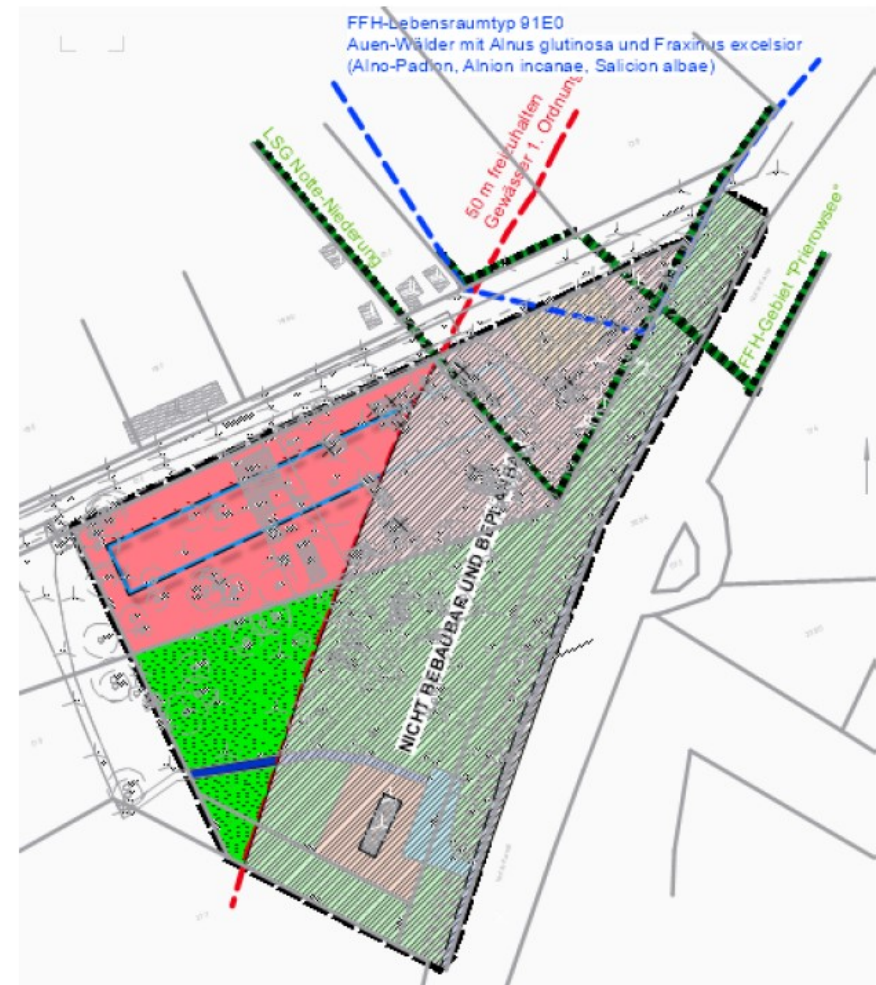 FFH-Lebensraumtyp 91E0
Auen-Wälder mit Alnus glutinosa und Fraxinus excelsior
(Alno-Padion, Alnion incanae, Salicion albae)
50 m freizuhalten
Gewässer 1. Ordnung
LSG Notte-Niederung
FFH-Gebiet "Prierowsee"
NICHT BEBAUBAR UND BEPLANT